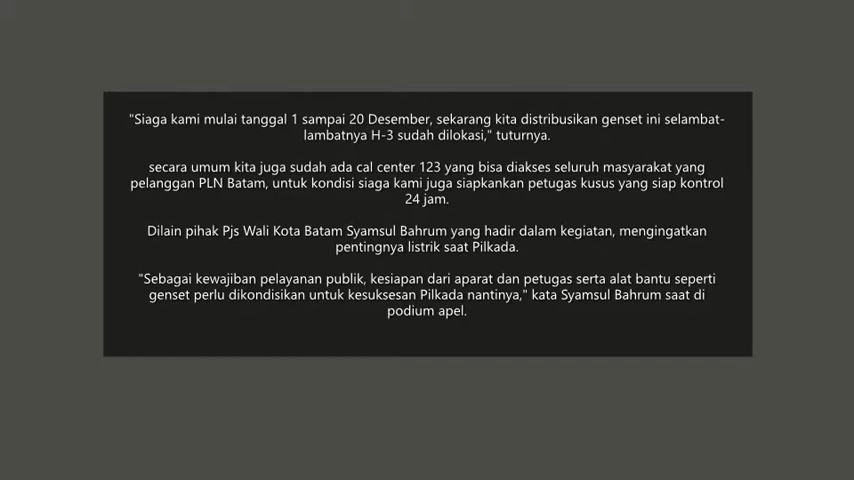 "Siaga kami mulai tanggal 1 sampai 20 Desember, sekarang kita distribusikan genset ini selambat-
lambatnya H-3 sudah dilokasi," tuturnya.
secara umum kita juga sudah ada cal center 123 yang bisa diakses seluruh masyarakat yang
pelanggan PLN Batam, untuk kondisi siaga kami juga siapkankan petugas kusus yang siap kontrol
24 jam.
Dilain pihak Pjs Wali Kota Batam Syamsul Bahrum yang hadir dalam kegiatan, mengingatkan
pentingnya listrik saat Pilkada.
"Sebagai kewajiban pelayanan publik, kesiapan dari aparat dan petugas serta alat bantu seperti
genset perlu dikondisikan untuk kesuksesan Pilkada nantinya," kata Syamsul Bahrum saat di
podium apel.